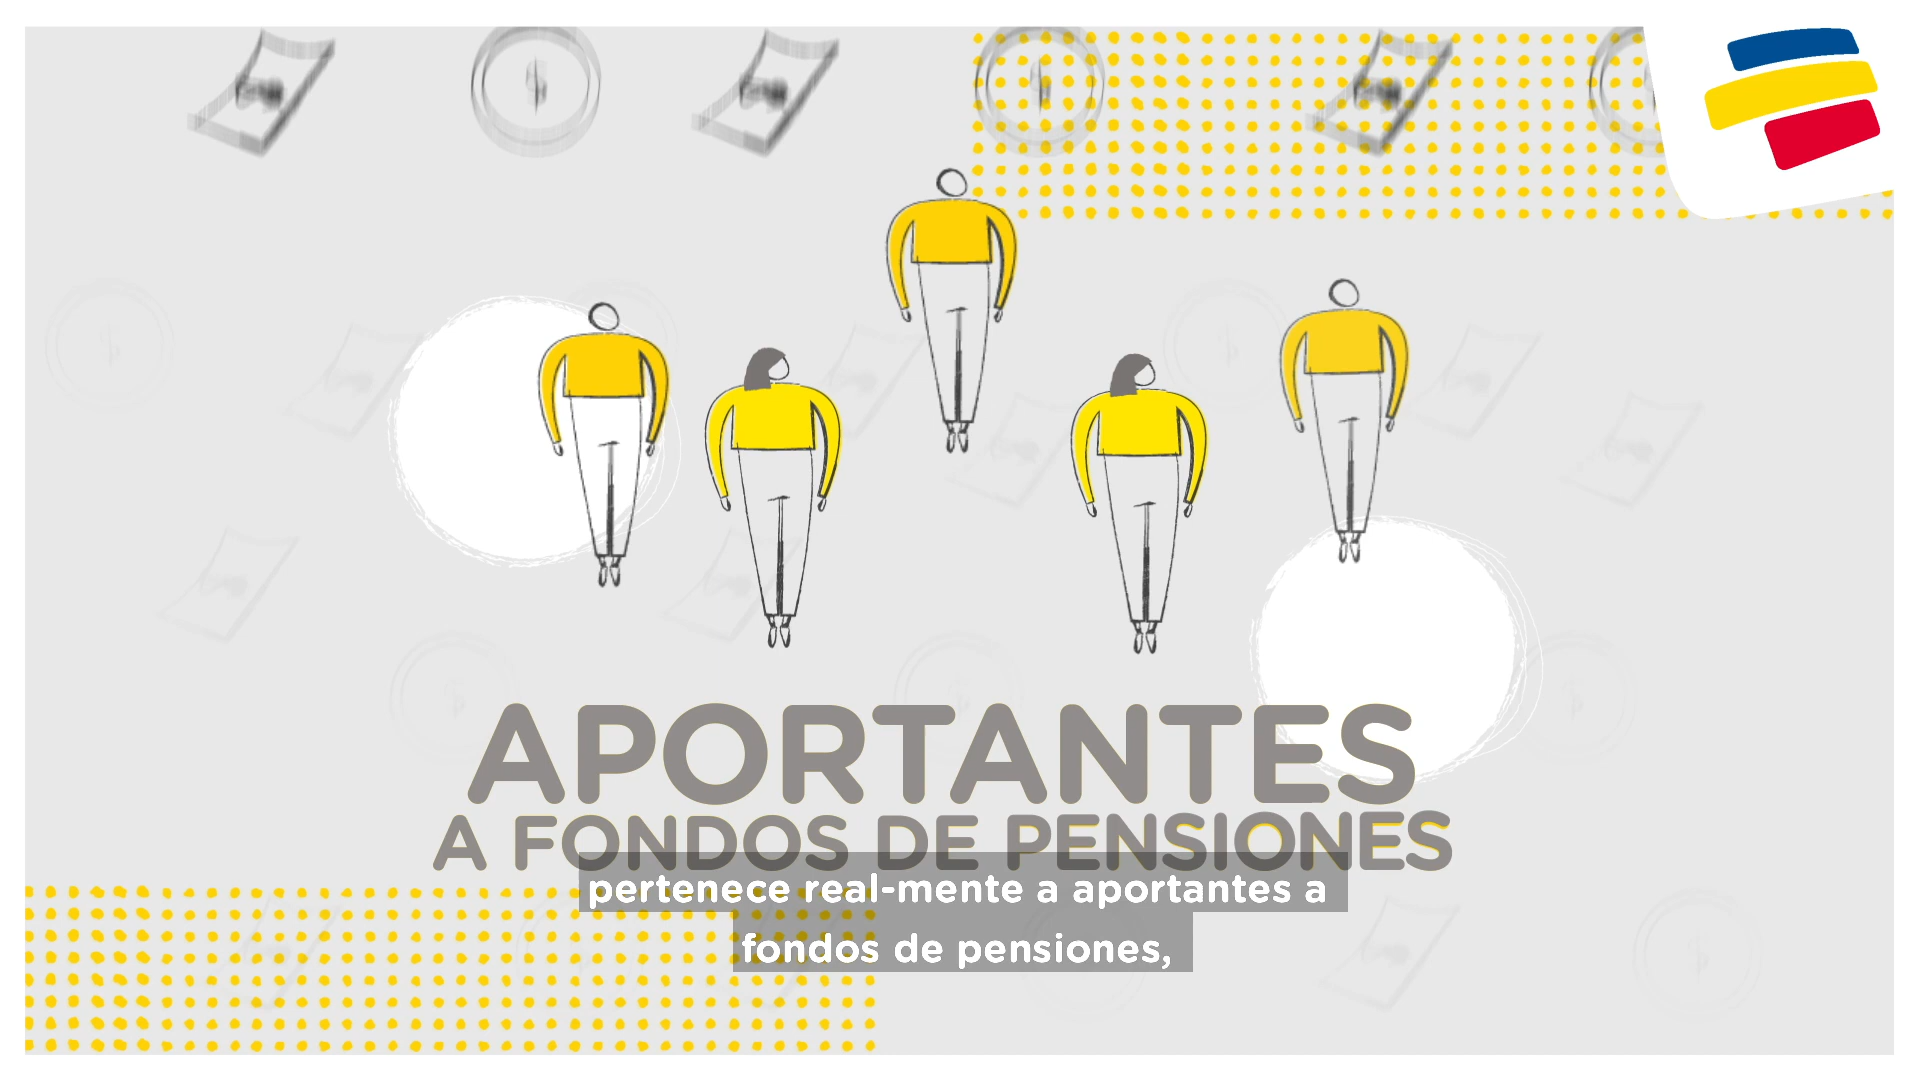 APORTANTES
A FONDOS DE PENSIONES
pertenece real-mente a aportantes a
fondos de pensiones,